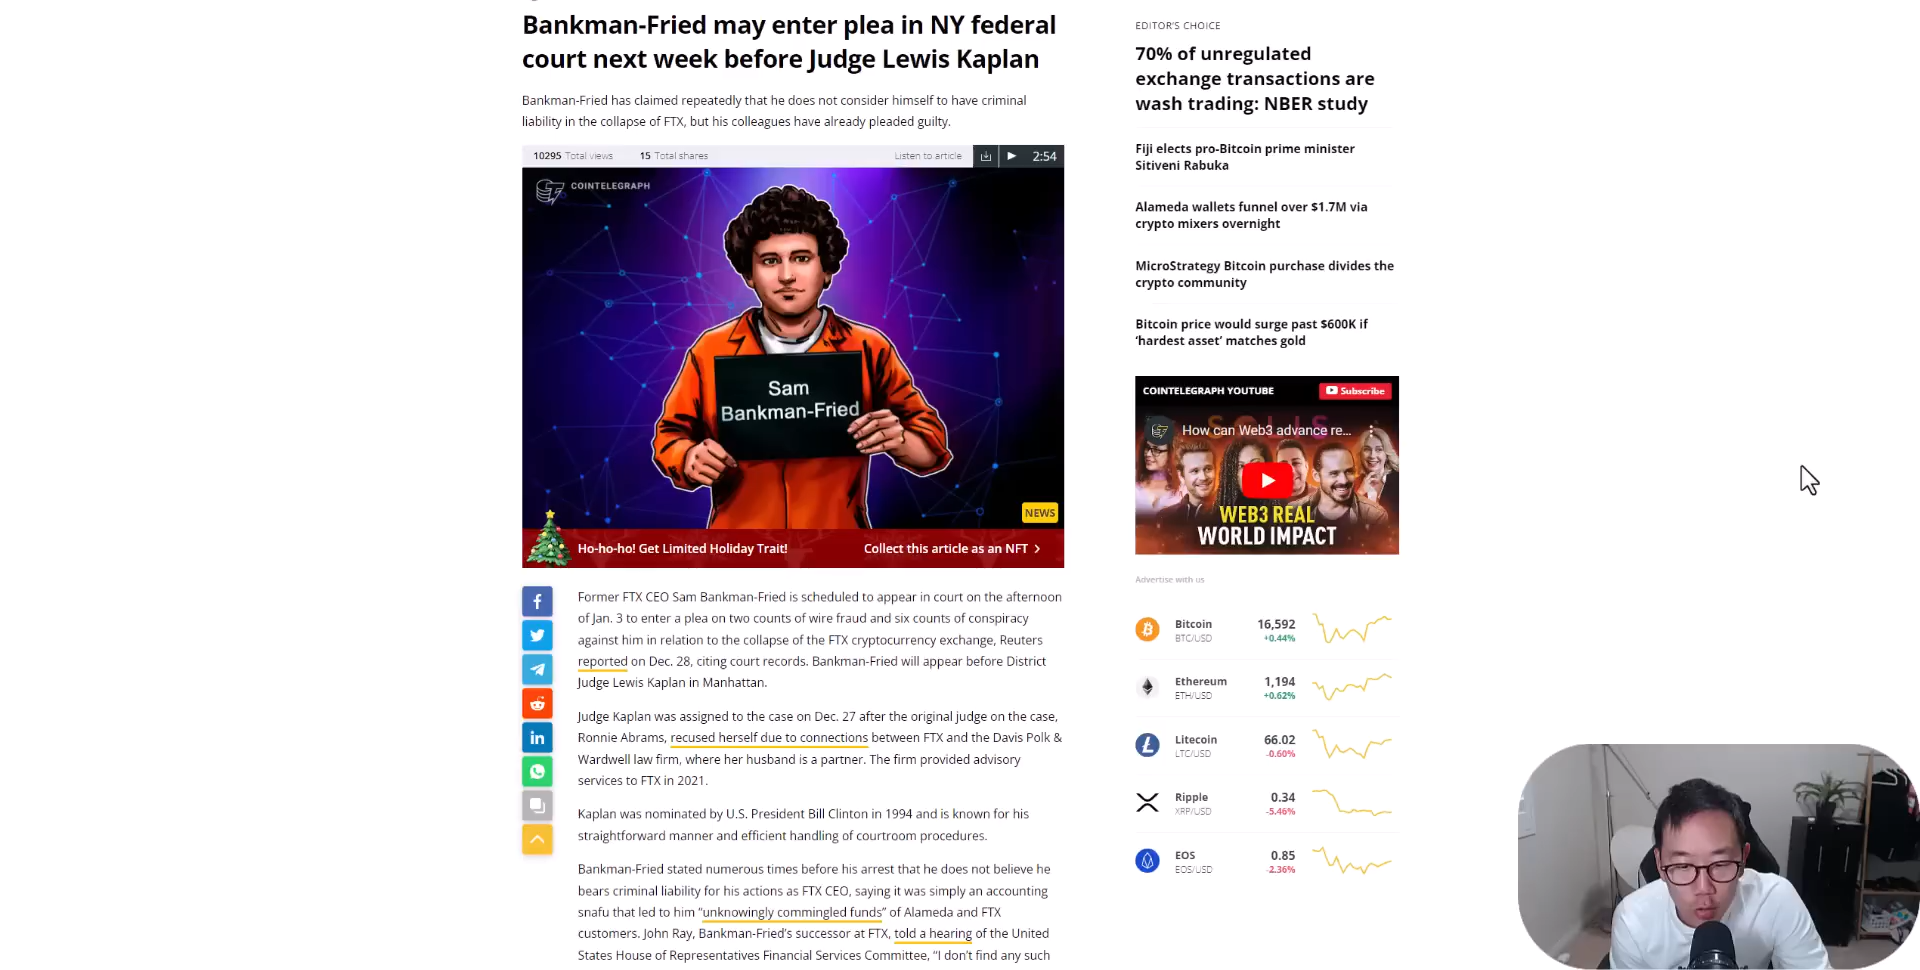 Bankman-Fried may enter plea in NY federal
court next week before Judge Lewis Kaplan
Bankman-Fried has claimed repeatedly that he does not consider himself to have criminal
liability in the collapse of FTX, but his colleagues have already pleaded guilty.
10295 Total views 15 Total shares Listen to article 2:54
COINTELEGRAPH
Sam
Bankman-Fried
NEWS
Ho-ho-ho! Get Limited Holiday Trait! Collect this article as an NFT
Former FTX CEO Sam Bankman-Fried is scheduled to appear in court on the afternoon
of Jan. 3 to enter a plea on two counts of wire fraud and six counts of conspiracy
against him in relation to the collapse of the FTX cryptocurrency exchange, Reuters
reported on Dec. 28, citing court records. Bankman-Fried will appear before District
Judge Lewis Kaplan in Manhattan.
Judge Kaplan was assigned to the case on Dec. 27 after the original judge on the case,
Ronnie Abrams, recused herself due to connections between FTX and the Davis Polk &
Wardwell law firm, where her husband is a partner. The firm provided advisory
services to FTX in 2021.
Kaplan was nominated by U.S. President Bill Clinton in 1994 and is known for his
straightforward manner and efficient handling of courtroom procedures.
Bankman-Fried stated numerous times before his arrest that he does not believe he
bears criminal liability for his actions as FTX CEO, saying it was simply an accounting
snafu that led to him “unknowingly commingled funds” of Alameda and FTX
customers. John Ray, Bankman-Fried’s successor at FTX, told a hearing of the United
States House of Representatives Financial Services Committee, “I don’t find any such
EDITOR’S CHOICE
70% of unregulated
exchange transactions are
wash trading: NBER study
Fiji elects pro-Bitcoin prime minister
Sitiveni Rabuka
Alameda wallets funnel over $1.7M via
crypto mixers overnight
MicroStrategy Bitcoin purchase divides the
crypto community
Bitcoin price would surge past $600K if
‘hardest asset’ matches gold
COINTELEGRAPH YOUTUBE Subscribe
How can Web3 advance re...
WEB3 REAL
WORLD IMPACT
Advertise with us
Bitcoin 16,592
BTC/USD +0.44%
Ethereum 1,194
ETH/USD +0.62%
Litecoin 66.02
LTC/USD -0.60%
Ripple 0.34
XRP/USD -5.46%
EOS 0.85
EOS/USD -2.36%